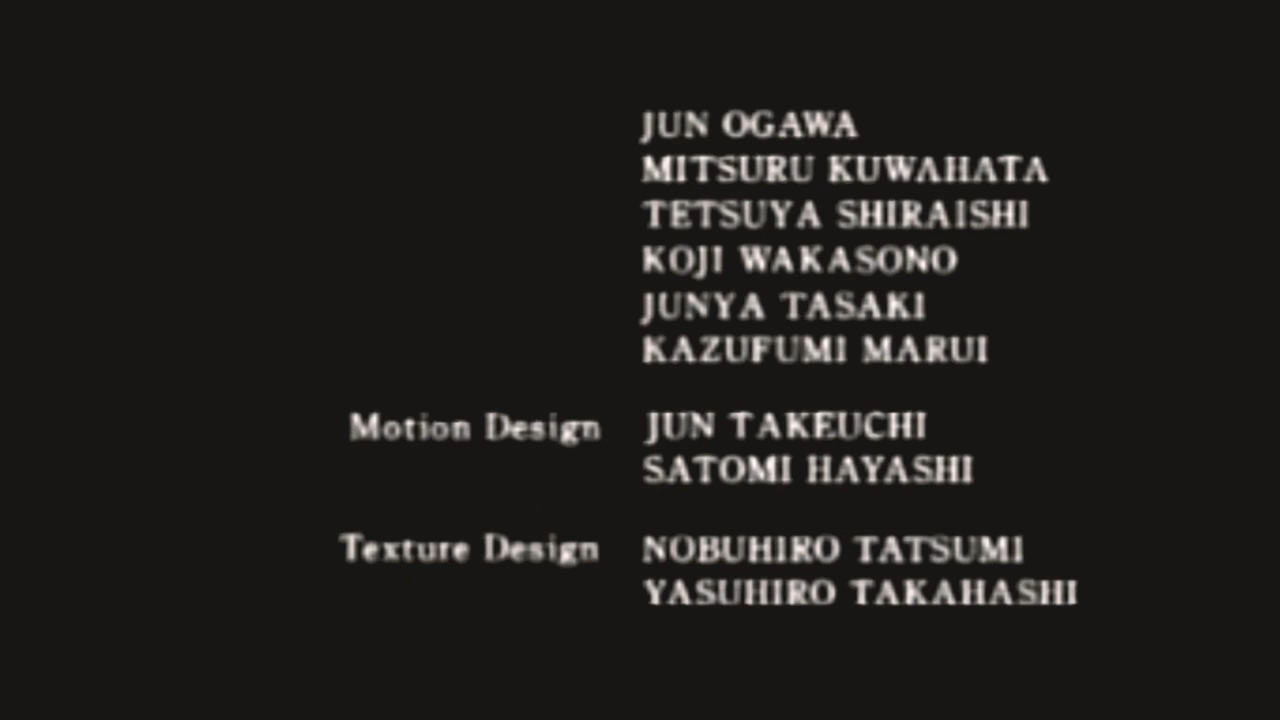 JUN OGAWA
MITSURU KUWAHATA
TETSUYA SHIRAISHI
KOJI WAKASONO
JUNYA TASAKI
KAZUFUMI MARUI
Motion Design JUN TAKEUCHI
SATOMI HAYASHI
Texture Design NOBUHIRO TATSUMI
YASUHIRO TAKAHASHI